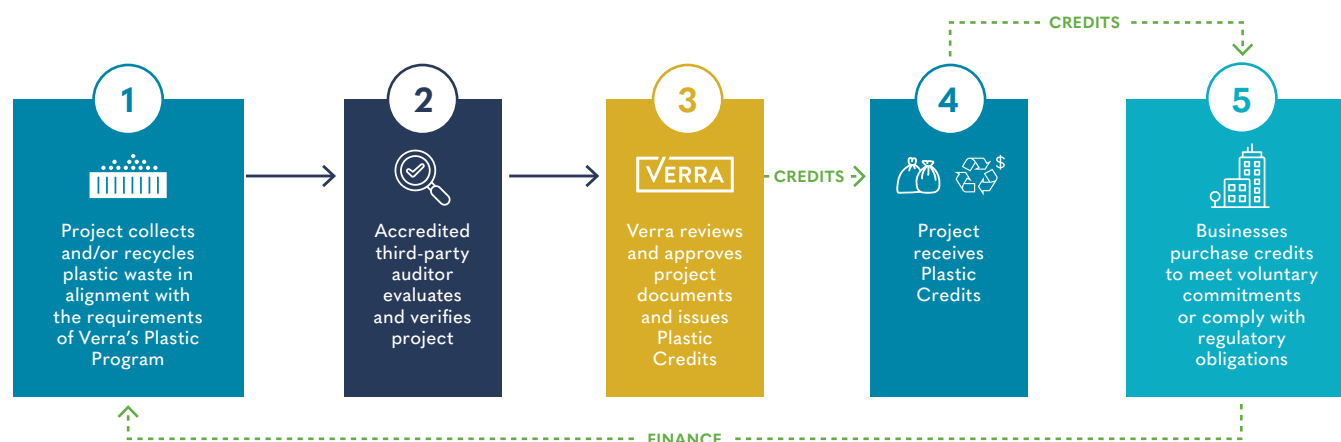 CREDITS
1
2
3
4
5
VERRA
CREDITS
$
Project collects
and/or recycles
plastic waste in
alignment with
the requirements
of Verra's Plastic
Program
Accredited
third-party
auditor
evaluates
and verifies
project
Verra reviews
and approves
project
documents
and issues
Plastic
Credits
Project
receives
Plastic
Credits
Businesses
purchase credits
to meet voluntary
commitments
or comply with
regulatory
obligations
FINANCE